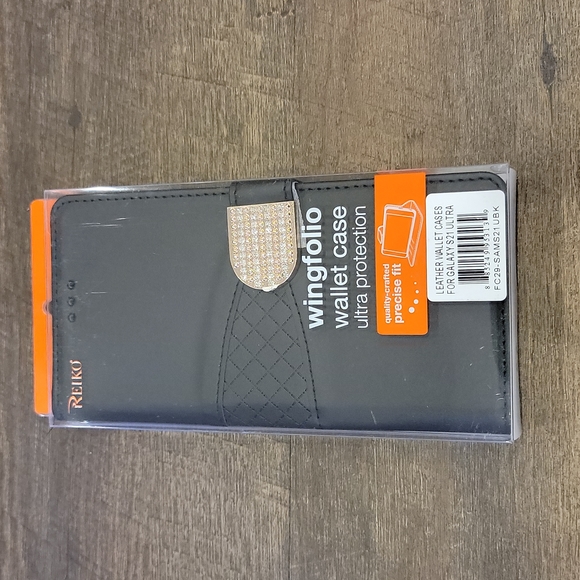 REIKO
wingfolio
wallet case
ultra protection
quality-crafted
precise fit
LEATHER WALLET CASES
FOR GALAXY S21 ULTRA
FC29-SAMS21UBK